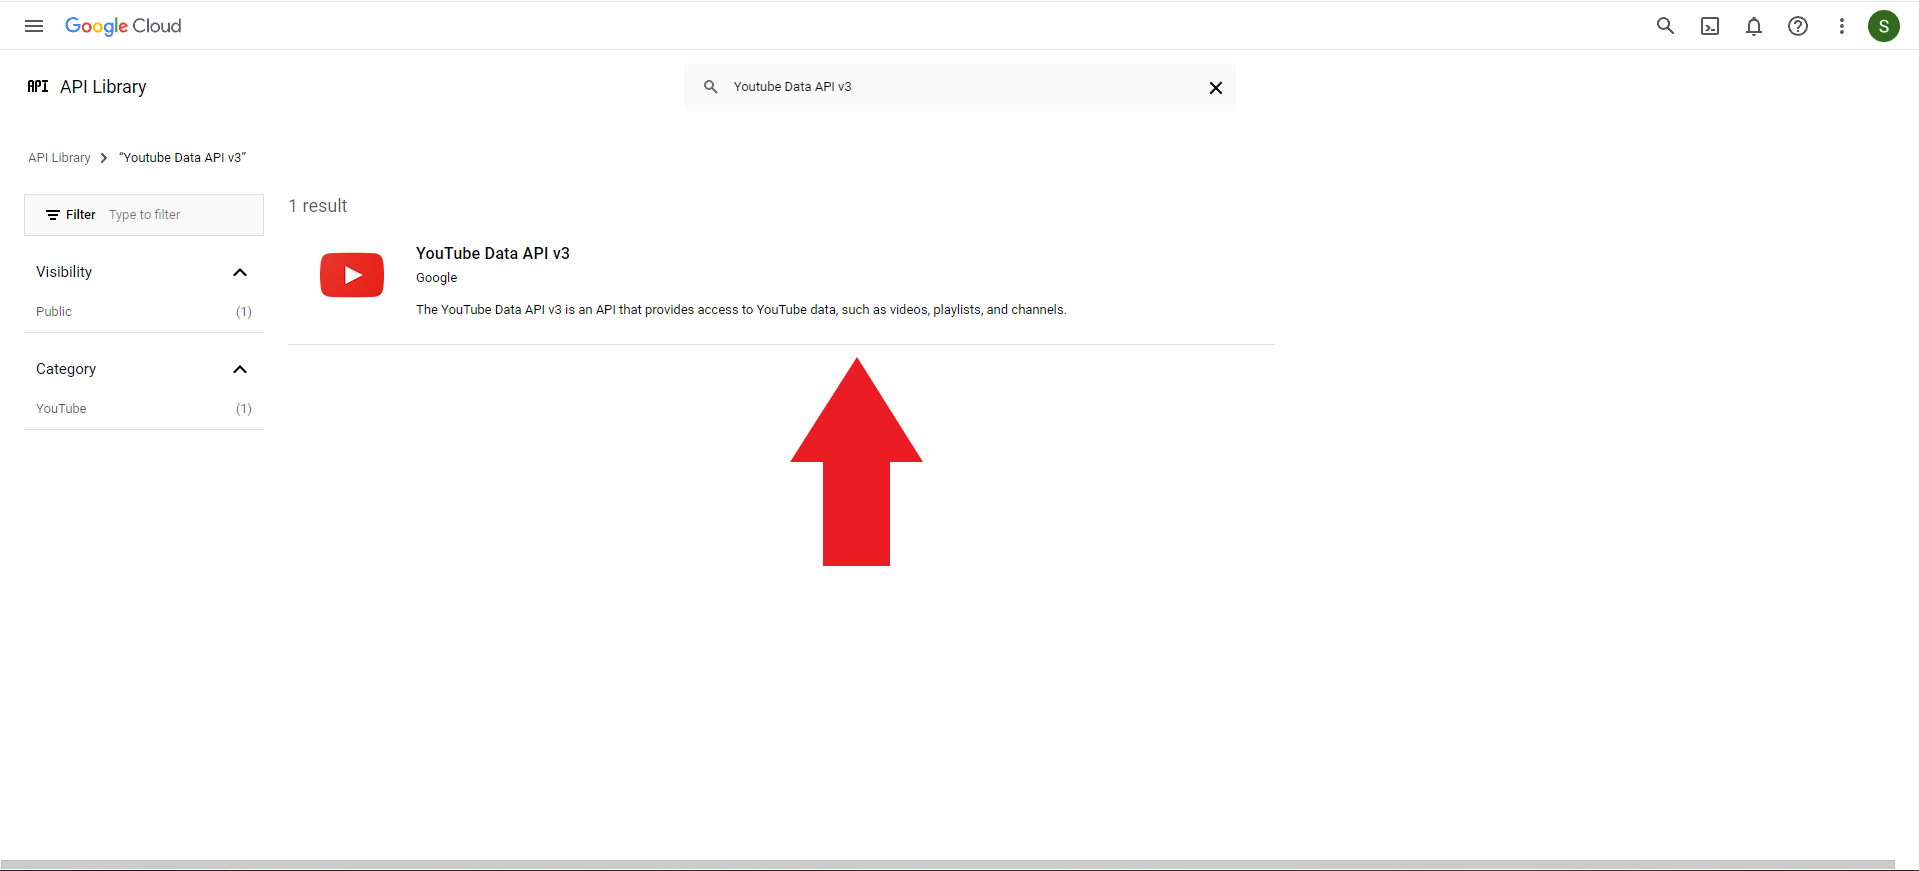 Google Cloud
S
API API Library
Youtube Data API v3
API Library “Youtube Data API v3”
Filter Type to filter
1 result
YouTube Data API v3
Google
The YouTube Data API v3 is an API that provides access to YouTube data, such as videos, playlists, and channels.
Visibility
Public (1)
Category
YouTube (1)